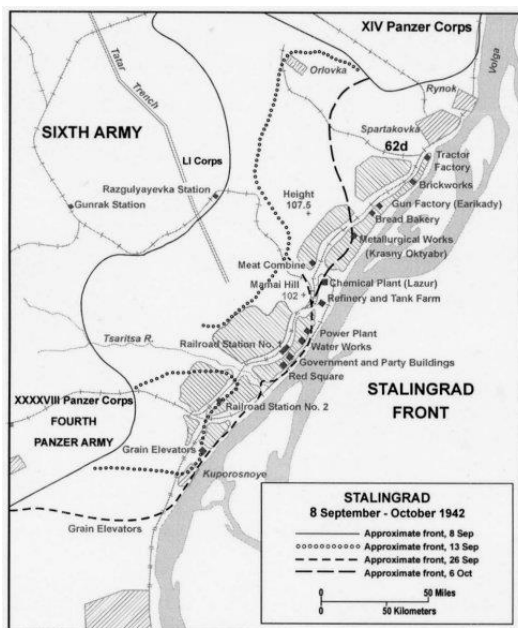 XIV Panzer Corps
Volga
Tatar
Trench
Orlovka
Rynok
SIXTH ARMY
Spartakovka
62d
LI Corps
Tractor
Factory
Razgulyayevka Station
Brickworks
Gunrak Station
Height
107.5
Gun Factory (Earikady)
Bread Bakery
Metallurgical Works
(Krasny Oktyabr)
Meat Combine
Mamai Hill
102
Chemical Plant (Lazur)
Refinery and Tank Farm
Tsaritsa R.
Railroad Station No. 1
Power Plant
Water Works
Government and Party Buildings
Red Square
XXXXVIII Panzer Corps
FOURTH
PANZER ARMY
Railroad Station No. 2
STALINGRAD
FRONT
Grain Elevators
Kuporosnoye
Grain Elevators
STALINGRAD
8 September - October 1942
Approximate front, 8 Sep
Approximate front, 13 Sep
Approximate front, 26 Sep
Approximate front, 6 Oct
0 50 Miles
0 50 Kilometers